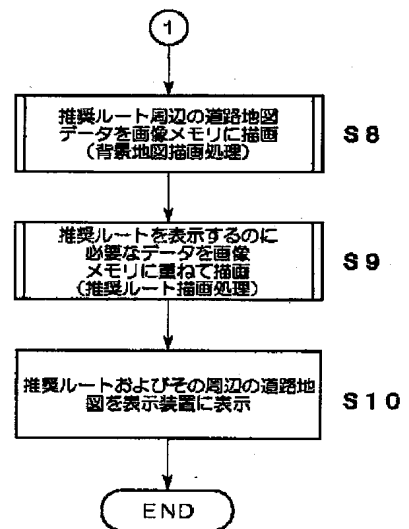 1
推奨ルート周辺の道路地図
データを画像メモリに描画
(背景地図描画処理)
S8
推奨ルートを表示するのに
必要なデータを画像
メモリに重ねて描画
(推奨ルート描画処理)
S9
推奨ルートおよびその周辺の道路地
図を表示装置に表示
S10
END